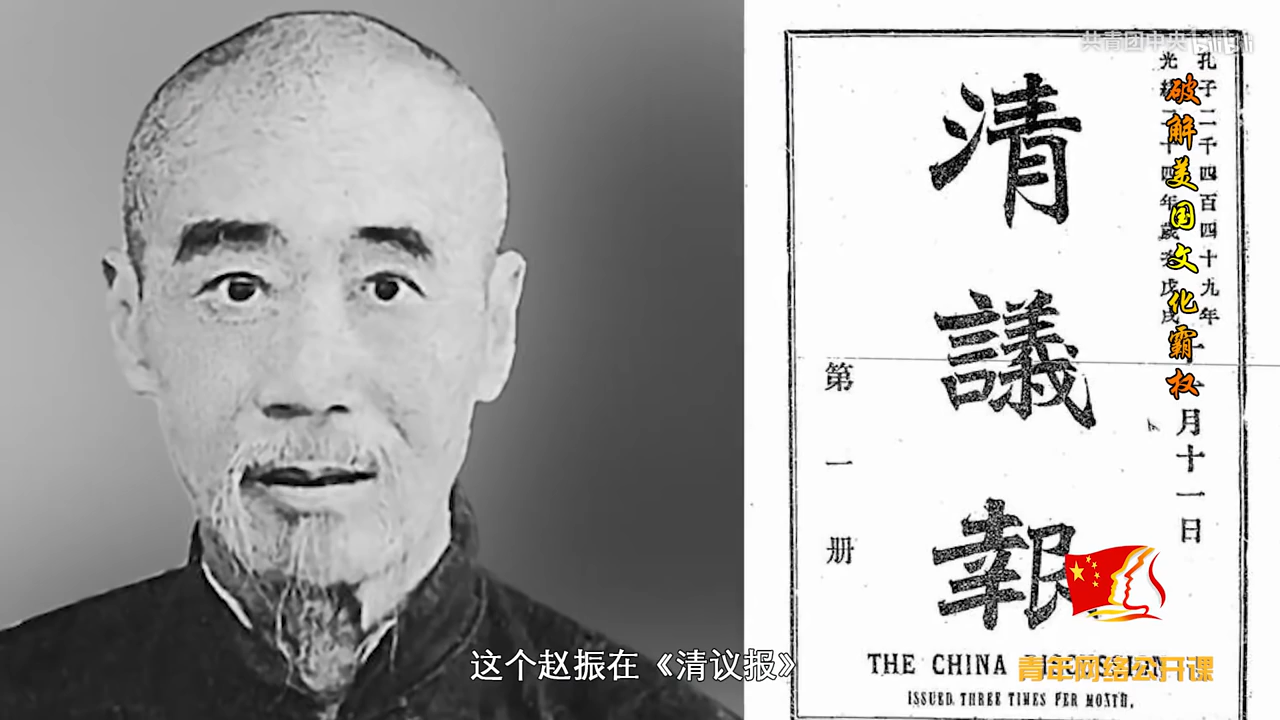 共青团中央 bilibili
孔子二千四百四十九年
月十一日
清議報
第一册
THE CHINA DISCUSSION
ISSUED THREE TIMES PER MONTH.
破解美国文化霸权
青年网络公开课
这个赵振在《清议报》